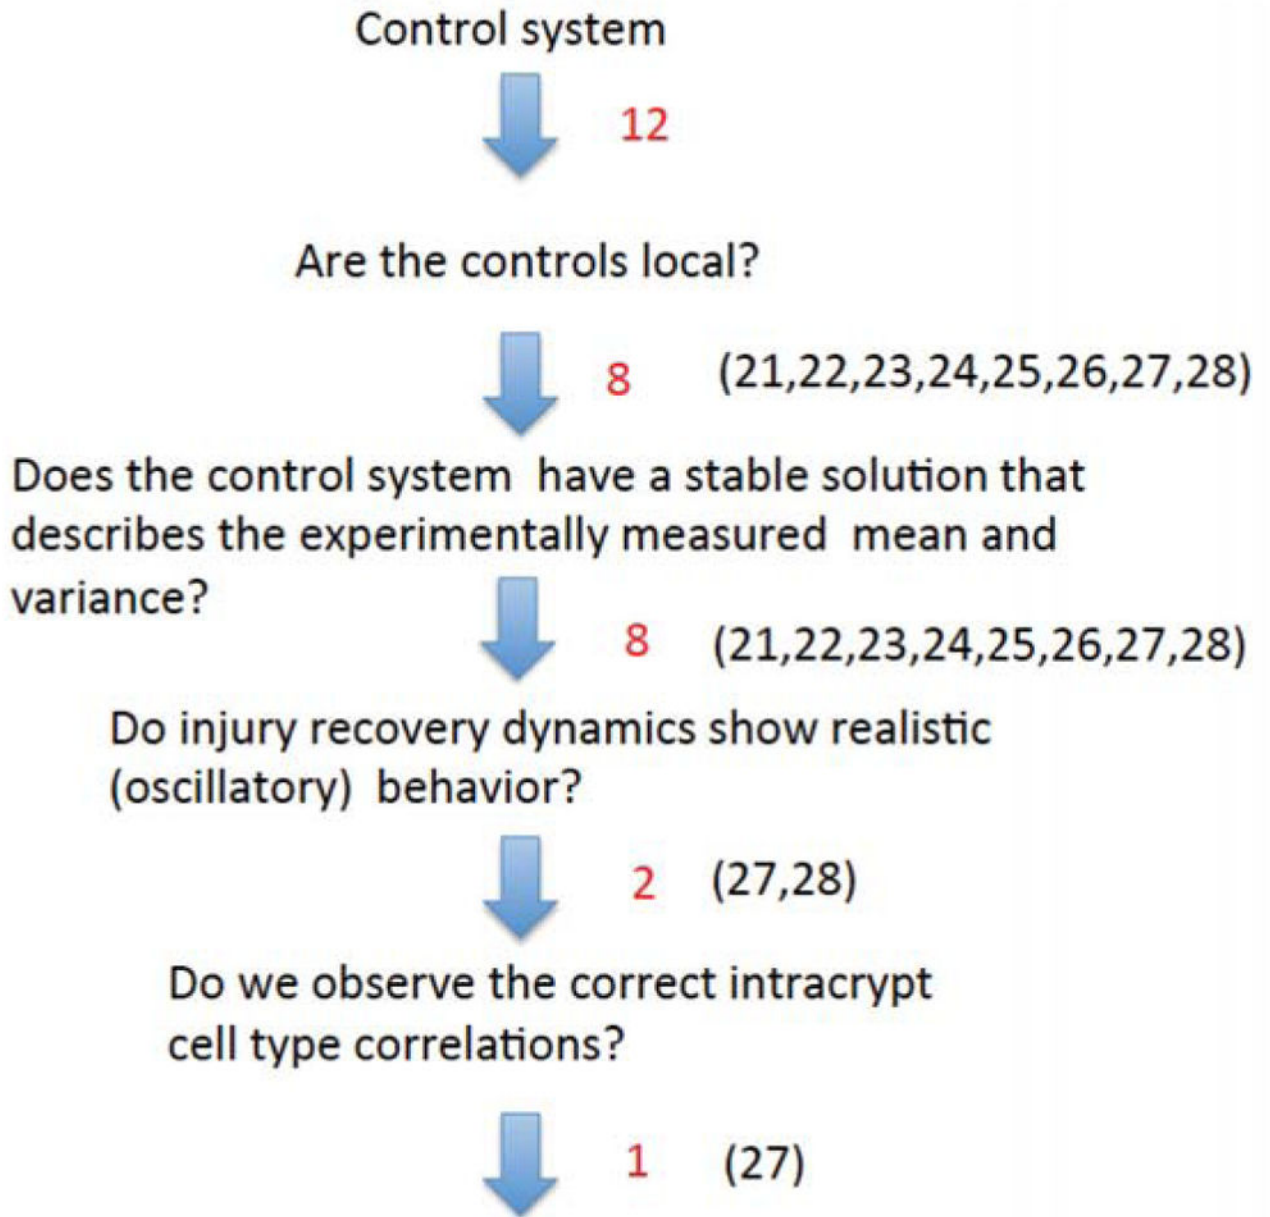 Control system
12
Are the controls local?
8 (21,22,23,24,25,26,27,28)
Does the control system have a stable solution that
describes the experimentally measured mean and
variance?
8 (21,22,23,24,25,26,27,28)
Do injury recovery dynamics show realistic
(oscillatory) behavior?
2 (27,28)
Do we observe the correct intracrypt
cell type correlations?
1 (27)